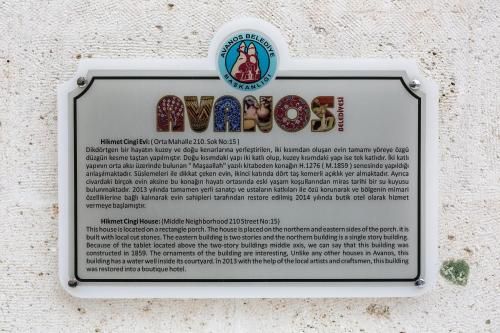 AVANOS BELEDİYE
BAŞKANLIĞI
AVANOS
BELEDİYESİ
Hikmet Cingi Evi: ( Orta Mahalle 210. Sok No:15 )
Dikdörtgen bir hayatın kuzey ve doğu kenarlarına yerleştirilen, iki kısımdan oluşan evin tamamı yöreye özgü
düzgün kesme taştan yapılmıştır. Doğu kısımdaki yapı iki katlı olup, kuzey kısımdaki yapı ise tek katlıdır. İki katlı
yapının orta aksı üzerinde bulunan " Maşaallah" yazılı kitabeden konağın H.1276 ( M.1859 ) senesinde yapıldığı
anlaşılmaktadır. Süslemeleri ile dikkat çeken evin, ikinci katında dört taş kemerli açıklık yer almaktadır. Ayrıca
civardaki birçok evin aksine bu konağın hayatı ortasında eski yaşam koşullarından miras tarihi bir su kuyusu
bulunmaktadır. 2013 yılında tamamen yerli sanatçı ve ustaların katkıları ile özü korunarak ve bölgenin mimari
özelliklerine bağlı kalınarak evin sahipleri tarafından restore edilmiş 2014 yılında butik otel olarak hizmet
vermeye başlamıştır.
Hikmet Cingi House: (Middle Neighborhood 210 Street No:15)
This house is located on a rectangle porch. The house is placed on the northern and eastern sides of the porch. it is
built with local cut stones. The eastern building is two stories and the northern building is a single story building.
Because of the tablet located above the two-story buildings middle axis, we can say that this building was
constructed in 1859. The ornaments of the building are interesting, Unlike any other houses in Avanos, this
building has a water well inside its courtyard. İn 2013 with the help of the local artists and craftsmen, this building
was restored into a boutique hotel.